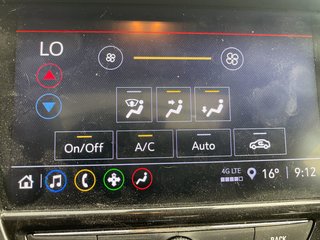 LO
On/Off A/C Auto
4G LTE 16° 9:12
BACK